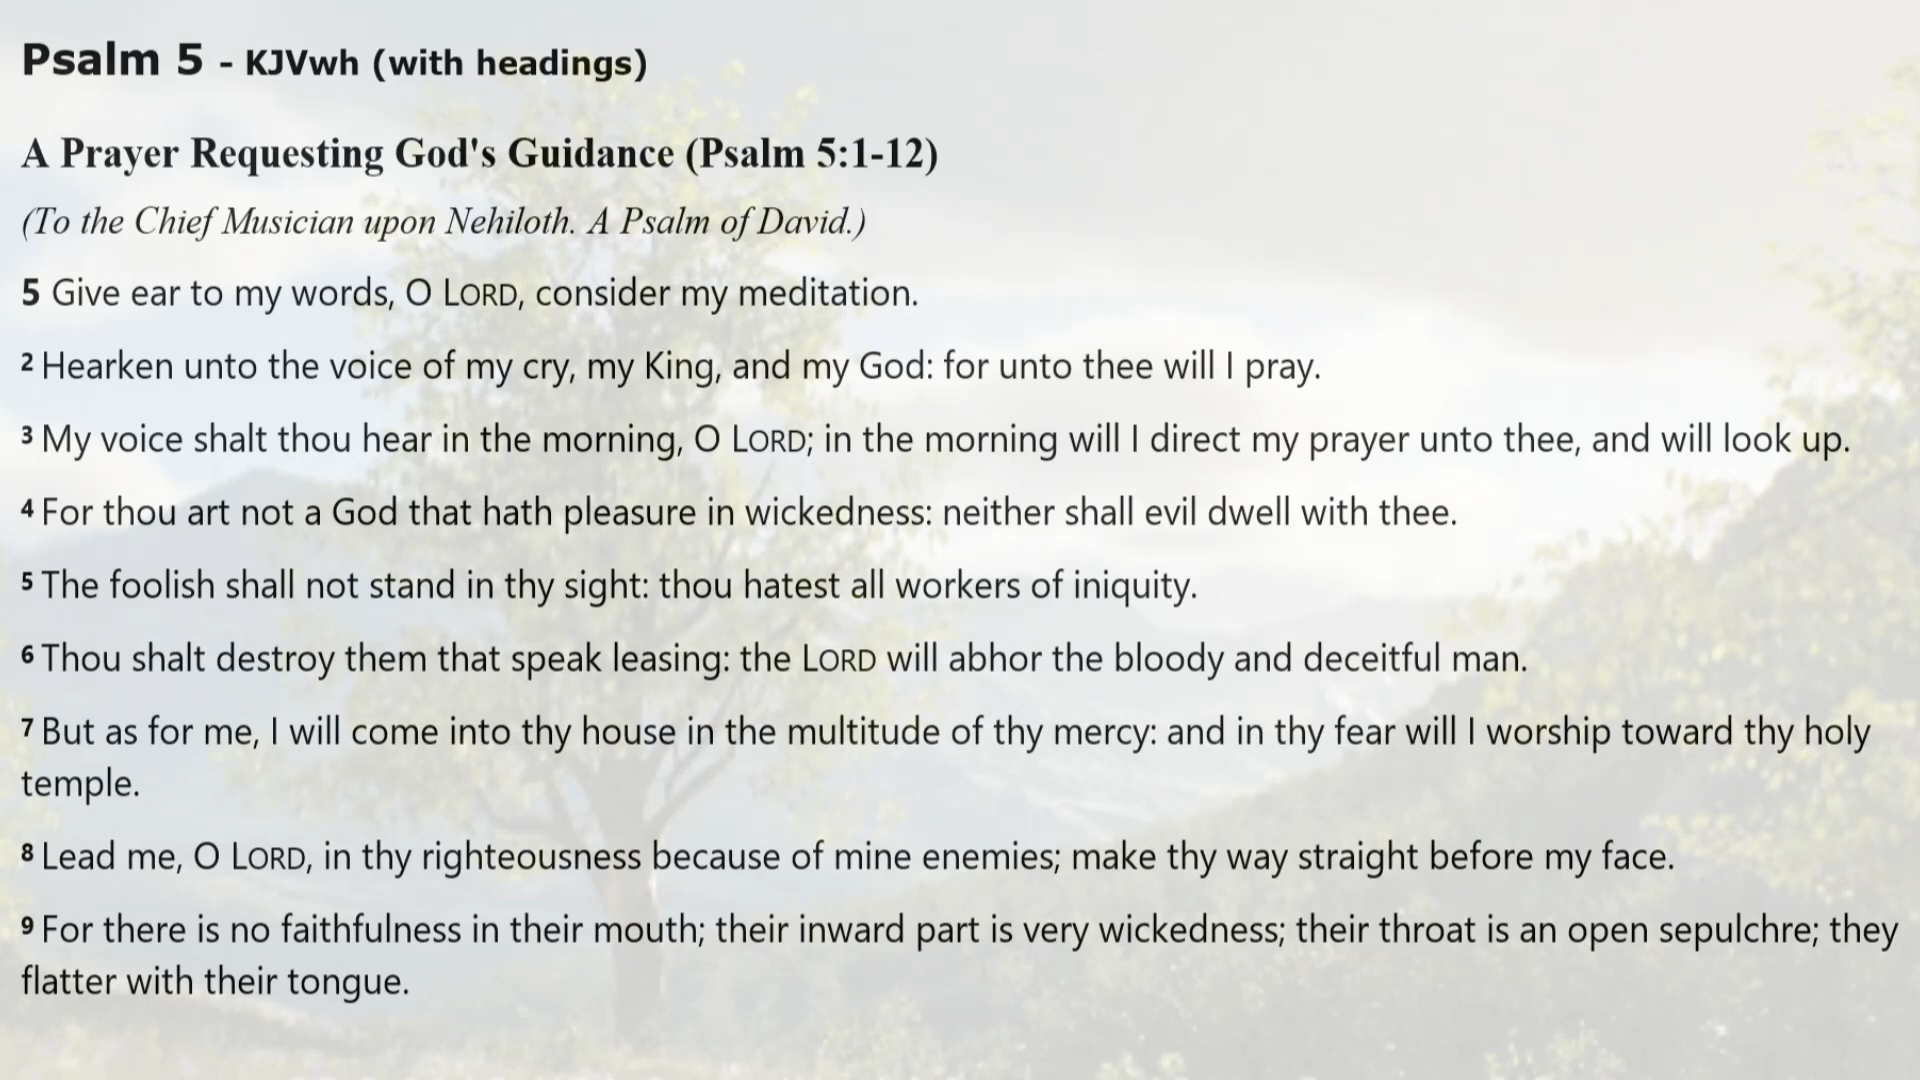 Psalm 5 - KJVwh (with headings)
A Prayer Requesting God's Guidance (Psalm 5:1-12)
(To the Chief Musician upon Nehiloth. A Psalm of David.)
5 Give ear to my words, O LORD, consider my meditation.
2 Hearken unto the voice of my cry, my King, and my God: for unto thee will I pray.
3 My voice shalt thou hear in the morning, O LORD; in the morning will I direct my prayer unto thee, and will look up.
4 For thou art not a God that hath pleasure in wickedness: neither shall evil dwell with thee.
5 The foolish shall not stand in thy sight: thou hatest all workers of iniquity.
6 Thou shalt destroy them that speak leasing: the LORD will abhor the bloody and deceitful man.
7 But as for me, I will come into thy house in the multitude of thy mercy: and in thy fear will I worship toward thy holy
temple.
8 Lead me, O LORD, in thy righteousness because of mine enemies; make thy way straight before my face.
9 For there is no faithfulness in their mouth; their inward part is very wickedness; their throat is an open sepulchre; they
flatter with their tongue.